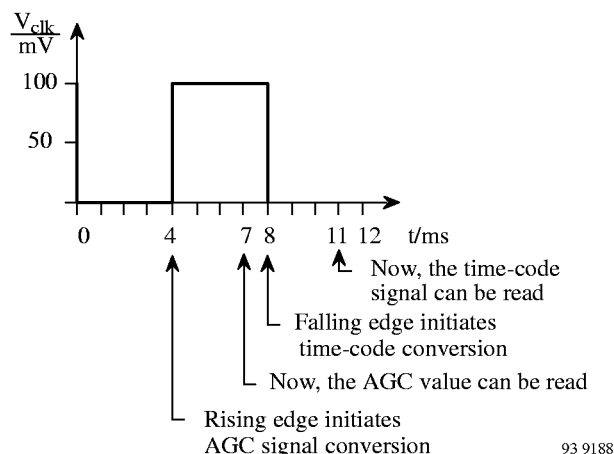 V_clk
mV
100
50
0 4 7 8 11 12 t/ms
Now, the time-code
signal can be read
Falling edge initiates
time-code conversion
Now, the AGC value can be read
Rising edge initiates
AGC signal conversion
93 9188